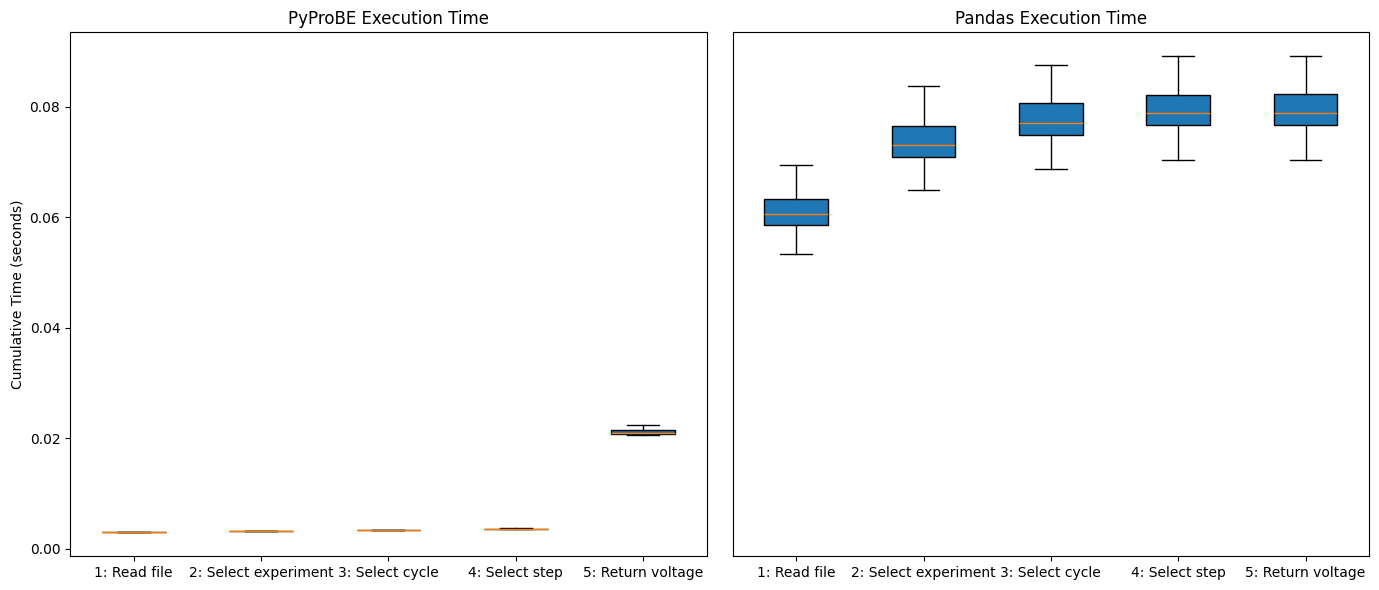 PyProBE Execution Time
Pandas Execution Time
Cumulative Time (seconds)
0.08
0.06
0.04
0.02
0.00
1: Read file
2: Select experiment
3: Select cycle
4: Select step
5: Return voltage
1: Read file
2: Select experiment
3: Select cycle
4: Select step
5: Return voltage